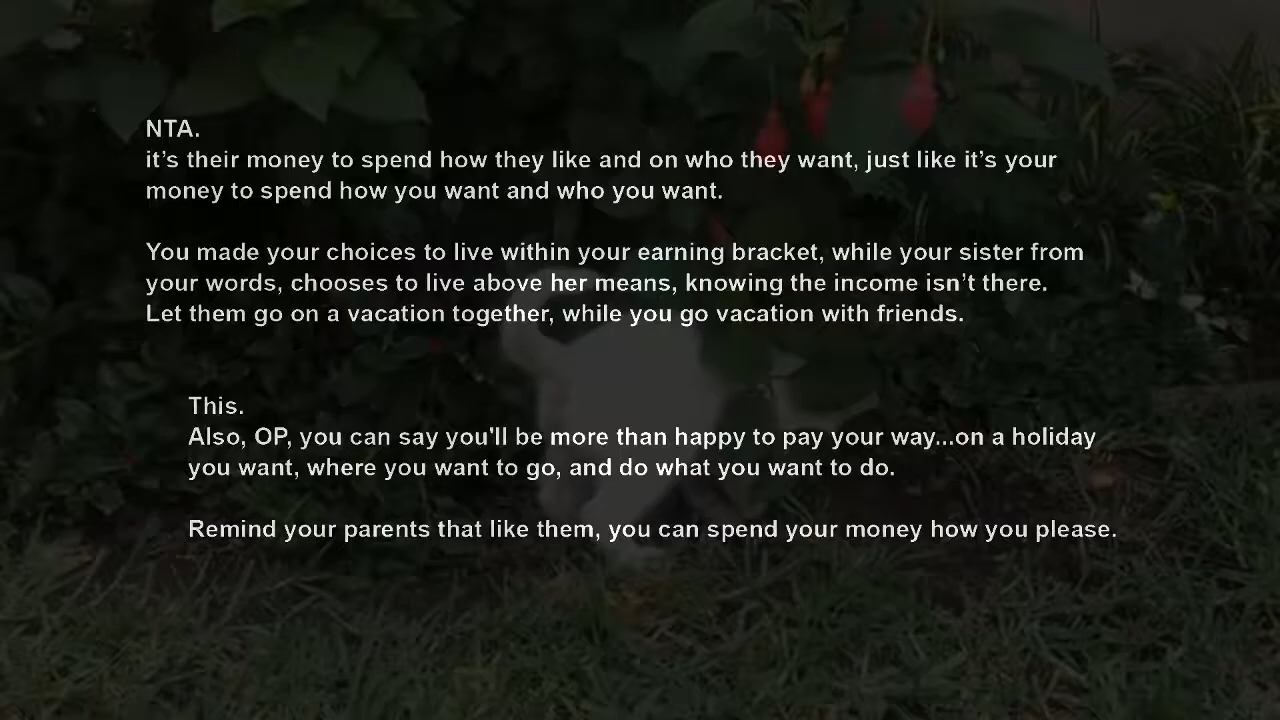 NTA.
it’s their money to spend how they like and on who they want, just like it’s your
money to spend how you want and who you want.
You made your choices to live within your earning bracket, while your sister from
your words, chooses to live above her means, knowing the income isn’t there.
Let them go on a vacation together, while you go vacation with friends.
This.
Also, OP, you can say you'll be more than happy to pay your way...on a holiday
you want, where you want to go, and do what you want to do.
Remind your parents that like them, you can spend your money how you please.